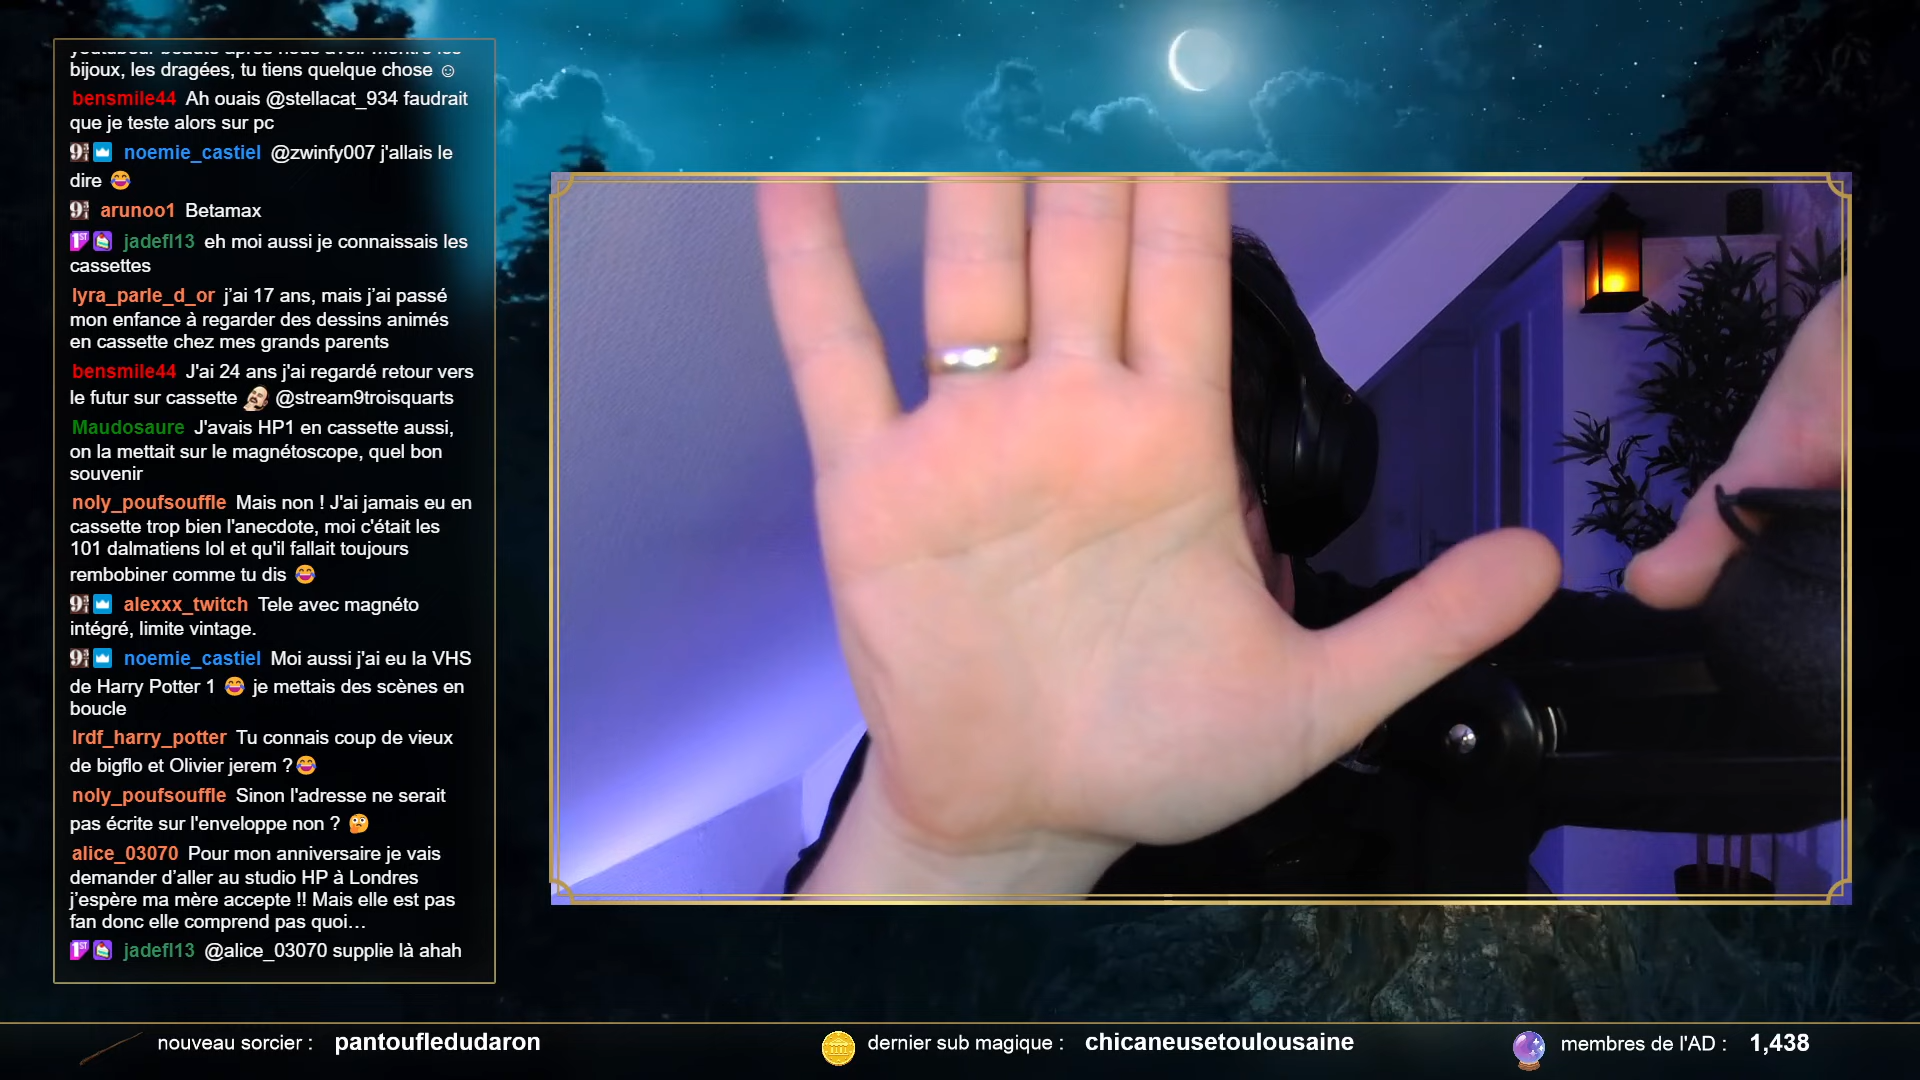 bijoux, les dragées, tu tiens quelque chose ☺
bensmile44 Ah ouais @stellacat_934 faudrait
que je teste alors sur pc
noemie_castiel @zwinfy007 j'allais le
dire 😂
arunoo1 Betamax
jadefl13 eh moi aussi je connaissais les
cassettes
lyra_parle_d_or j’ai 17 ans, mais j’ai passé
mon enfance à regarder des dessins animés
en cassette chez mes grands parents
bensmile44 J'ai 24 ans j'ai regardé retour vers
le futur sur cassette @stream9troisquarts
Maudosaure J'avais HP1 en cassette aussi,
on la mettait sur le magnétoscope, quel bon
souvenir
noly_poufsouffle Mais non ! J'ai jamais eu en
cassette trop bien l'anecdote, moi c'était les
101 dalmatiens lol et qu'il fallait toujours
rembobiner comme tu dis 😂
alexxx_twitch Tele avec magnéto
intégré, limite vintage.
noemie_castiel Moi aussi j'ai eu la VHS
de Harry Potter 1 😂 je mettais des scènes en
boucle
lrdf_harry_potter Tu connais coup de vieux
de bigflo et Olivier jerem ?😂
noly_poufsouffle Sinon l'adresse ne serait
pas écrite sur l'enveloppe non ? 🤔
alice_03070 Pour mon anniversaire je vais
demander d’aller au studio HP à Londres
j’espère ma mère accepte !! Mais elle est pas
fan donc elle comprend pas quoi…
jadefl13 @alice_03070 supplie là ahah
nouveau sorcier : pantoufledudaron
dernier sub magique : chicaneusetoulousaine
membres de l'AD : 1,438